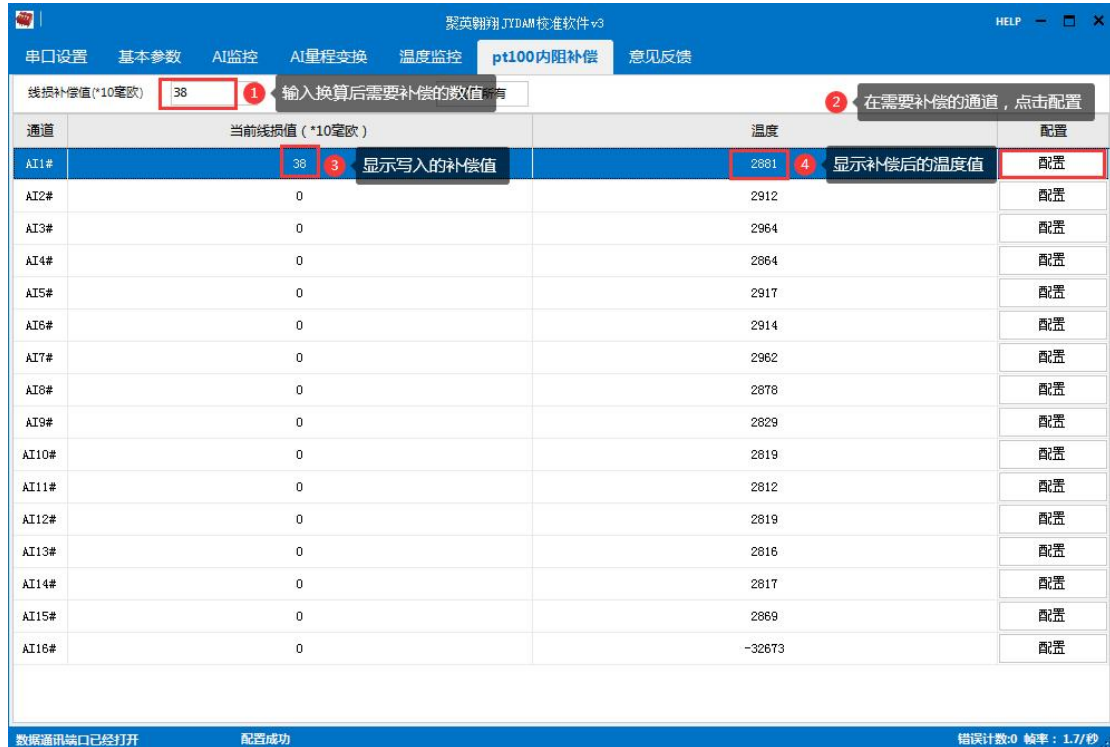 聚英翱翔JYDAM校准软件v3 HELP
串口设置 基本参数 AI监控 AI量程变换 温度监控 pt100内阻补偿 意见反馈
线损补偿值(*10毫欧) 38 1 输入换算后需要补偿的数值 有
2 在需要补偿的通道，点击配置
通道 当前线损值(*10毫欧) 温度 配置
AI1# 38 3 显示写入的补偿值 2881 4 显示补偿后的温度值 配置
AI2# 0 2912 配置
AI3# 0 2964 配置
AI4# 0 2864 配置
AI5# 0 2917 配置
AI6# 0 2914 配置
AI7# 0 2962 配置
AI8# 0 2878 配置
AI9# 0 2829 配置
AI10# 0 2819 配置
AI11# 0 2812 配置
AI12# 0 2819 配置
AI13# 0 2816 配置
AI14# 0 2817 配置
AI15# 0 2869 配置
AI16# 0 -32673 配置
数据通讯端口已经打开 配置成功 错误计数:0 帧率：1.7/秒